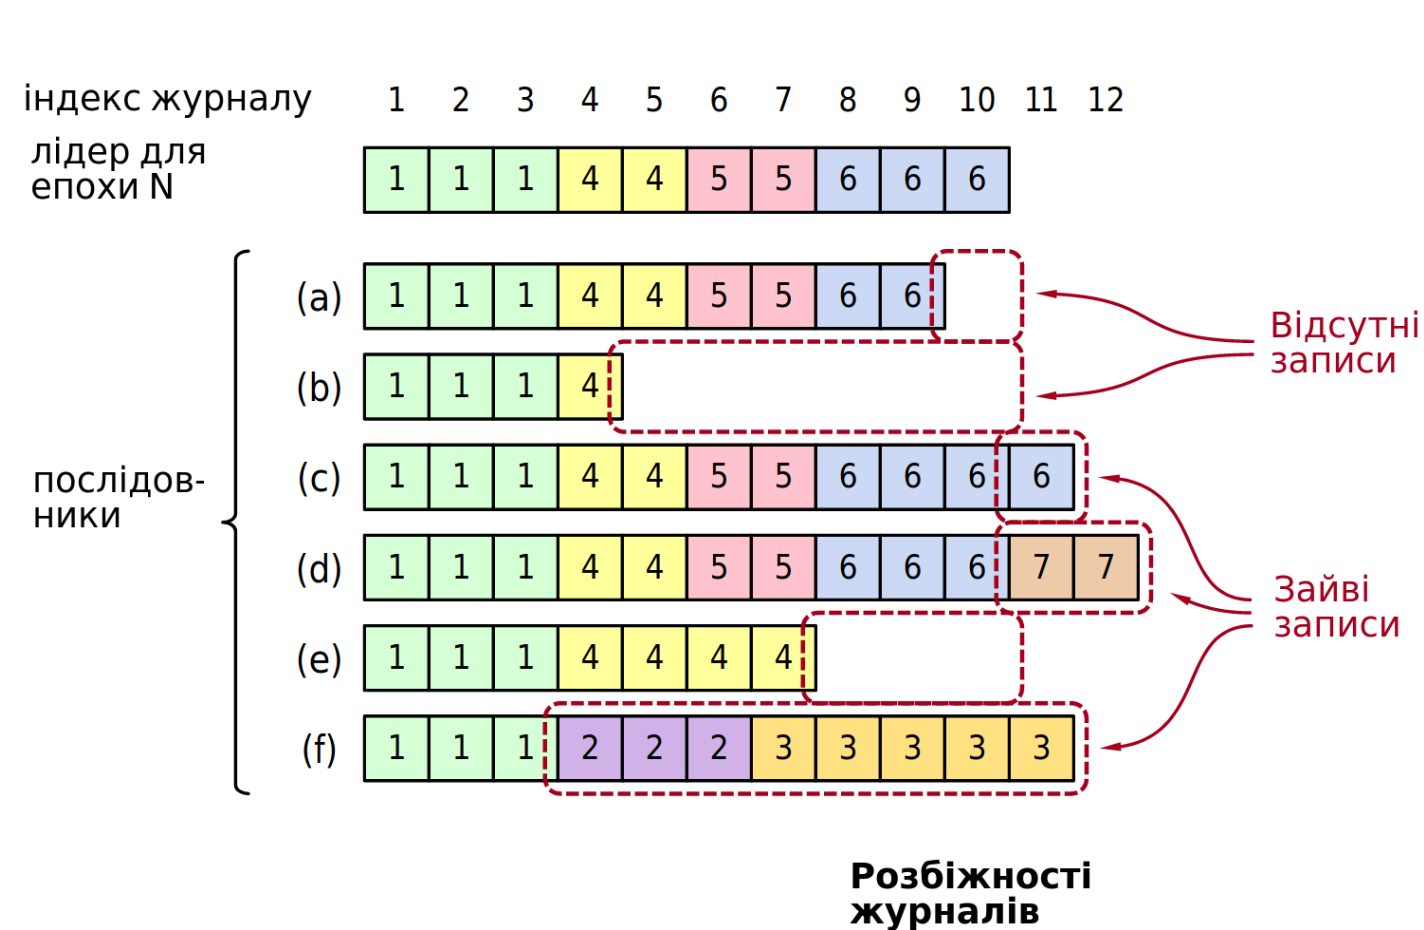 індекс журналу 1 2 3 4 5 6 7 8 9 10 11 12
лідер для
епохи N
1 1 1 4 4 5 5 6 6 6
(a) 1 1 1 4 4 5 5 6 6
Відсутні
записи
(b) 1 1 1 4
(c) 1 1 1 4 4 5 5 6 6 6 6
послідов-
ники
(d) 1 1 1 4 4 5 5 6 6 6 7 7
Зайві
записи
(e) 1 1 1 4 4 4 4
(f) 1 1 1 2 2 2 3 3 3 3 3
Розбіжності
журналів